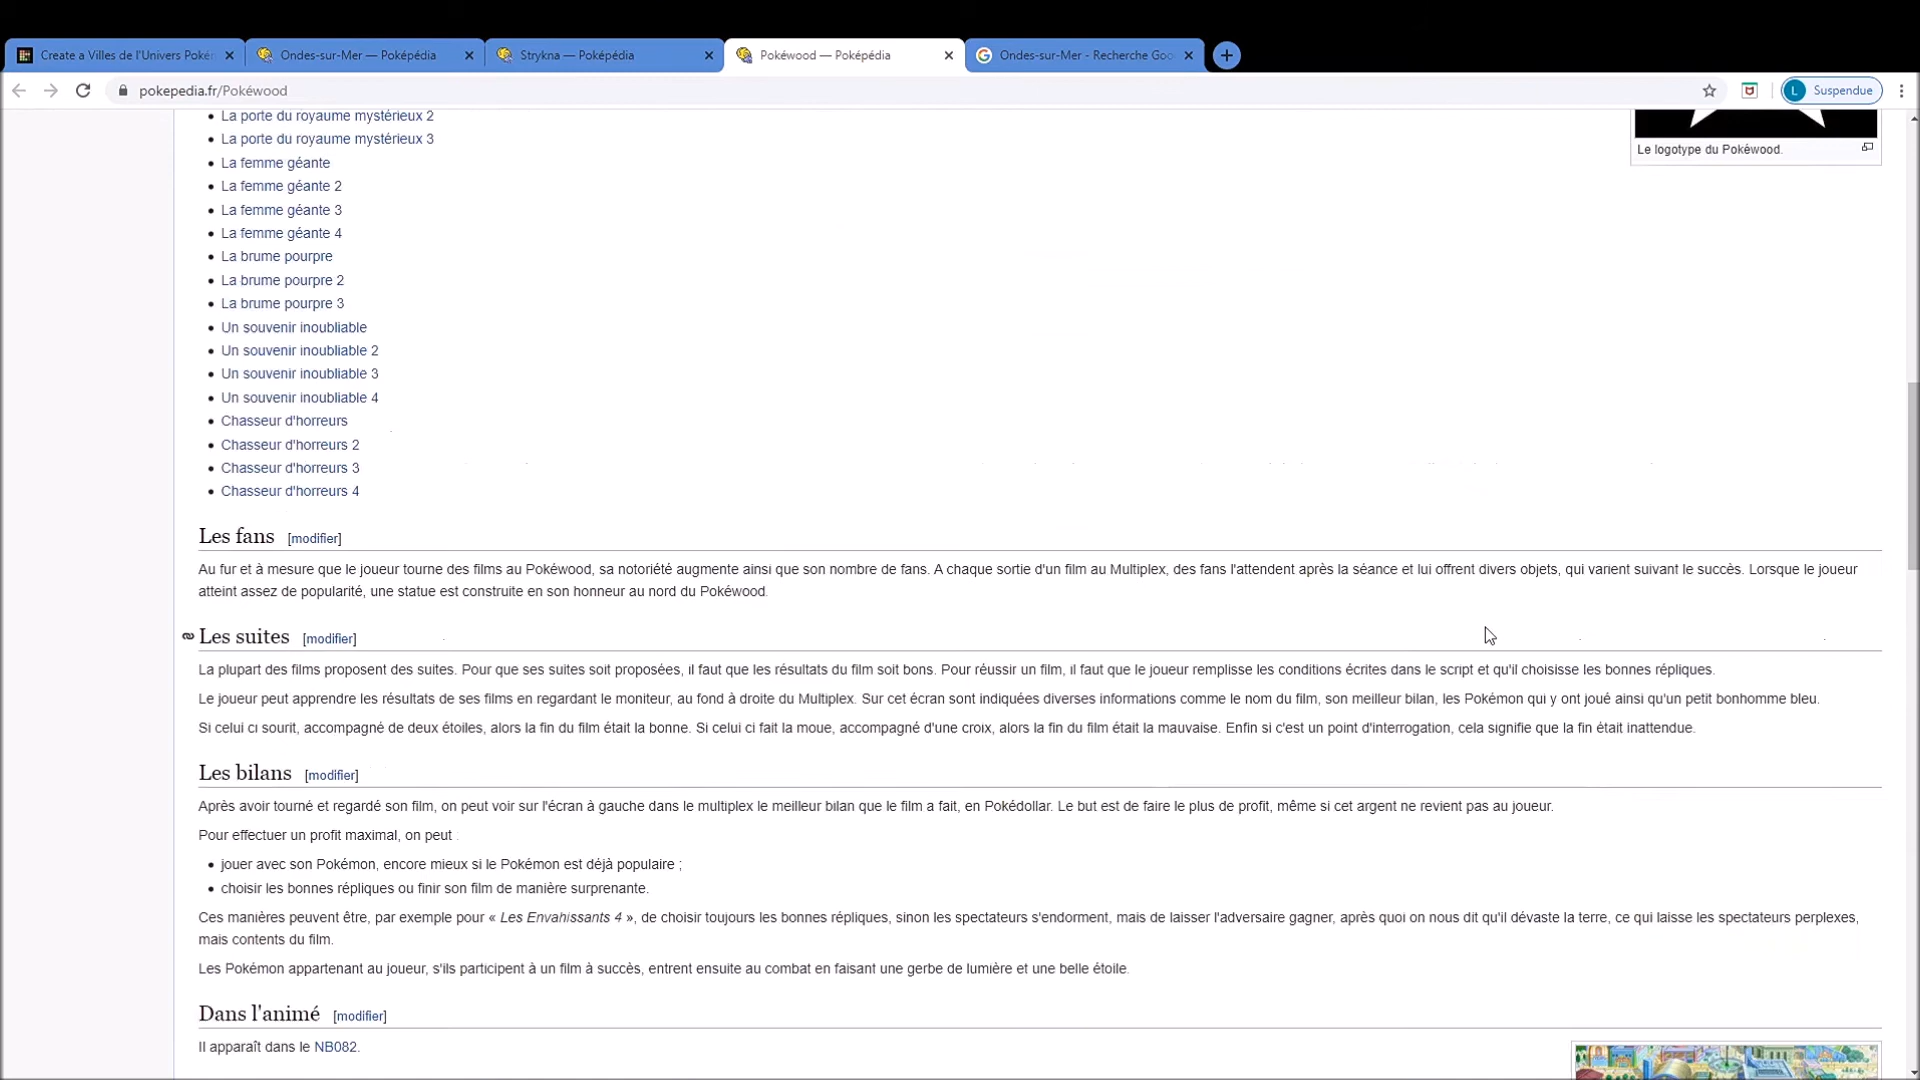 Create a Villes de l'Univers Poké
Ondes-sur-Mer — Poképédia
Strykna — Poképédia
Pokéwood — Poképédia
Ondes-sur-Mer - Recherche Goo
pokepedia.fr/Pokéwood
L Suspendue
La porte du royaume mystérieux 2
La porte du royaume mystérieux 3
Le logotype du Pokéwood.
La femme géante
La femme géante 2
La femme géante 3
La femme géante 4
La brume pourpre
La brume pourpre 2
La brume pourpre 3
Un souvenir inoubliable
Un souvenir inoubliable 2
Un souvenir inoubliable 3
Un souvenir inoubliable 4
Chasseur d'horreurs
Chasseur d'horreurs 2
Chasseur d'horreurs 3
Chasseur d'horreurs 4
Les fans [modifier]
Au fur et à mesure que le joueur tourne des films au Pokéwood, sa notoriété augmente ainsi que son nombre de fans. A chaque sortie d'un film au Multiplex, des fans l'attendent après la séance et lui offrent divers objets, qui varient suivant le succès. Lorsque le joueur
atteint assez de popularité, une statue est construite en son honneur au nord du Pokéwood.
Les suites [modifier]
La plupart des films proposent des suites. Pour que ses suites soit proposées, il faut que les résultats du film soit bons. Pour réussir un film, il faut que le joueur remplisse les conditions écrites dans le script et qu'il choisisse les bonnes répliques.
Le joueur peut apprendre les résultats de ses films en regardant le moniteur, au fond à droite du Multiplex. Sur cet écran sont indiquées diverses informations comme le nom du film, son meilleur bilan, les Pokémon qui y ont joué ainsi qu'un petit bonhomme bleu.
Si celui ci sourit, accompagné de deux étoiles, alors la fin du film était la bonne. Si celui ci fait la moue, accompagné d'une croix, alors la fin du film était la mauvaise. Enfin si c'est un point d'interrogation, cela signifie que la fin était inattendue.
Les bilans [modifier]
Après avoir tourné et regardé son film, on peut voir sur l'écran à gauche dans le multiplex le meilleur bilan que le film a fait, en Pokédollar. Le but est de faire le plus de profit, même si cet argent ne revient pas au joueur.
Pour effectuer un profit maximal, on peut :
jouer avec son Pokémon, encore mieux si le Pokémon est déjà populaire ;
choisir les bonnes répliques ou finir son film de manière surprenante.
Ces manières peuvent être, par exemple pour « Les Envahissants 4 », de choisir toujours les bonnes répliques, sinon les spectateurs s'endorment, mais de laisser l'adversaire gagner, après quoi on nous dit qu'il dévaste la terre, ce qui laisse les spectateurs perplexes,
mais contents du film.
Les Pokémon appartenant au joueur, s'ils participent à un film à succès, entrent ensuite au combat en faisant une gerbe de lumière et une belle étoile.
Dans l'animé [modifier]
Il apparaît dans le NB082.